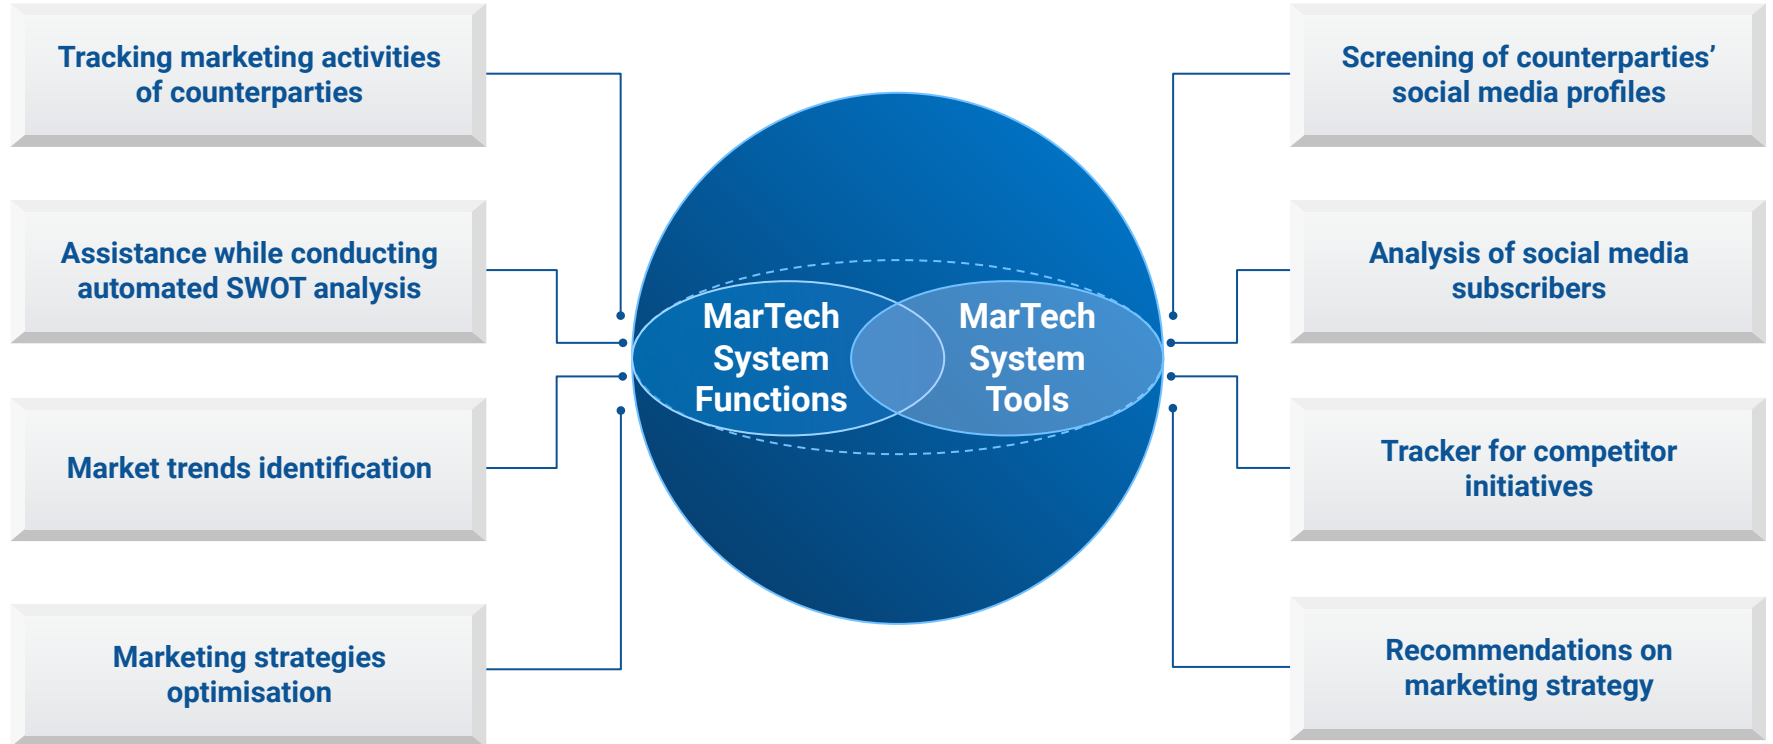 Tracking marketing activities
of counterparties
Assistance while conducting
automated SWOT analysis
Market trends identification
Marketing strategies
optimisation
MarTech
System
Functions
MarTech
System
Tools
Screening of counterparties’
social media profiles
Analysis of social media
subscribers
Tracker for competitor
initiatives
Recommendations on
marketing strategy